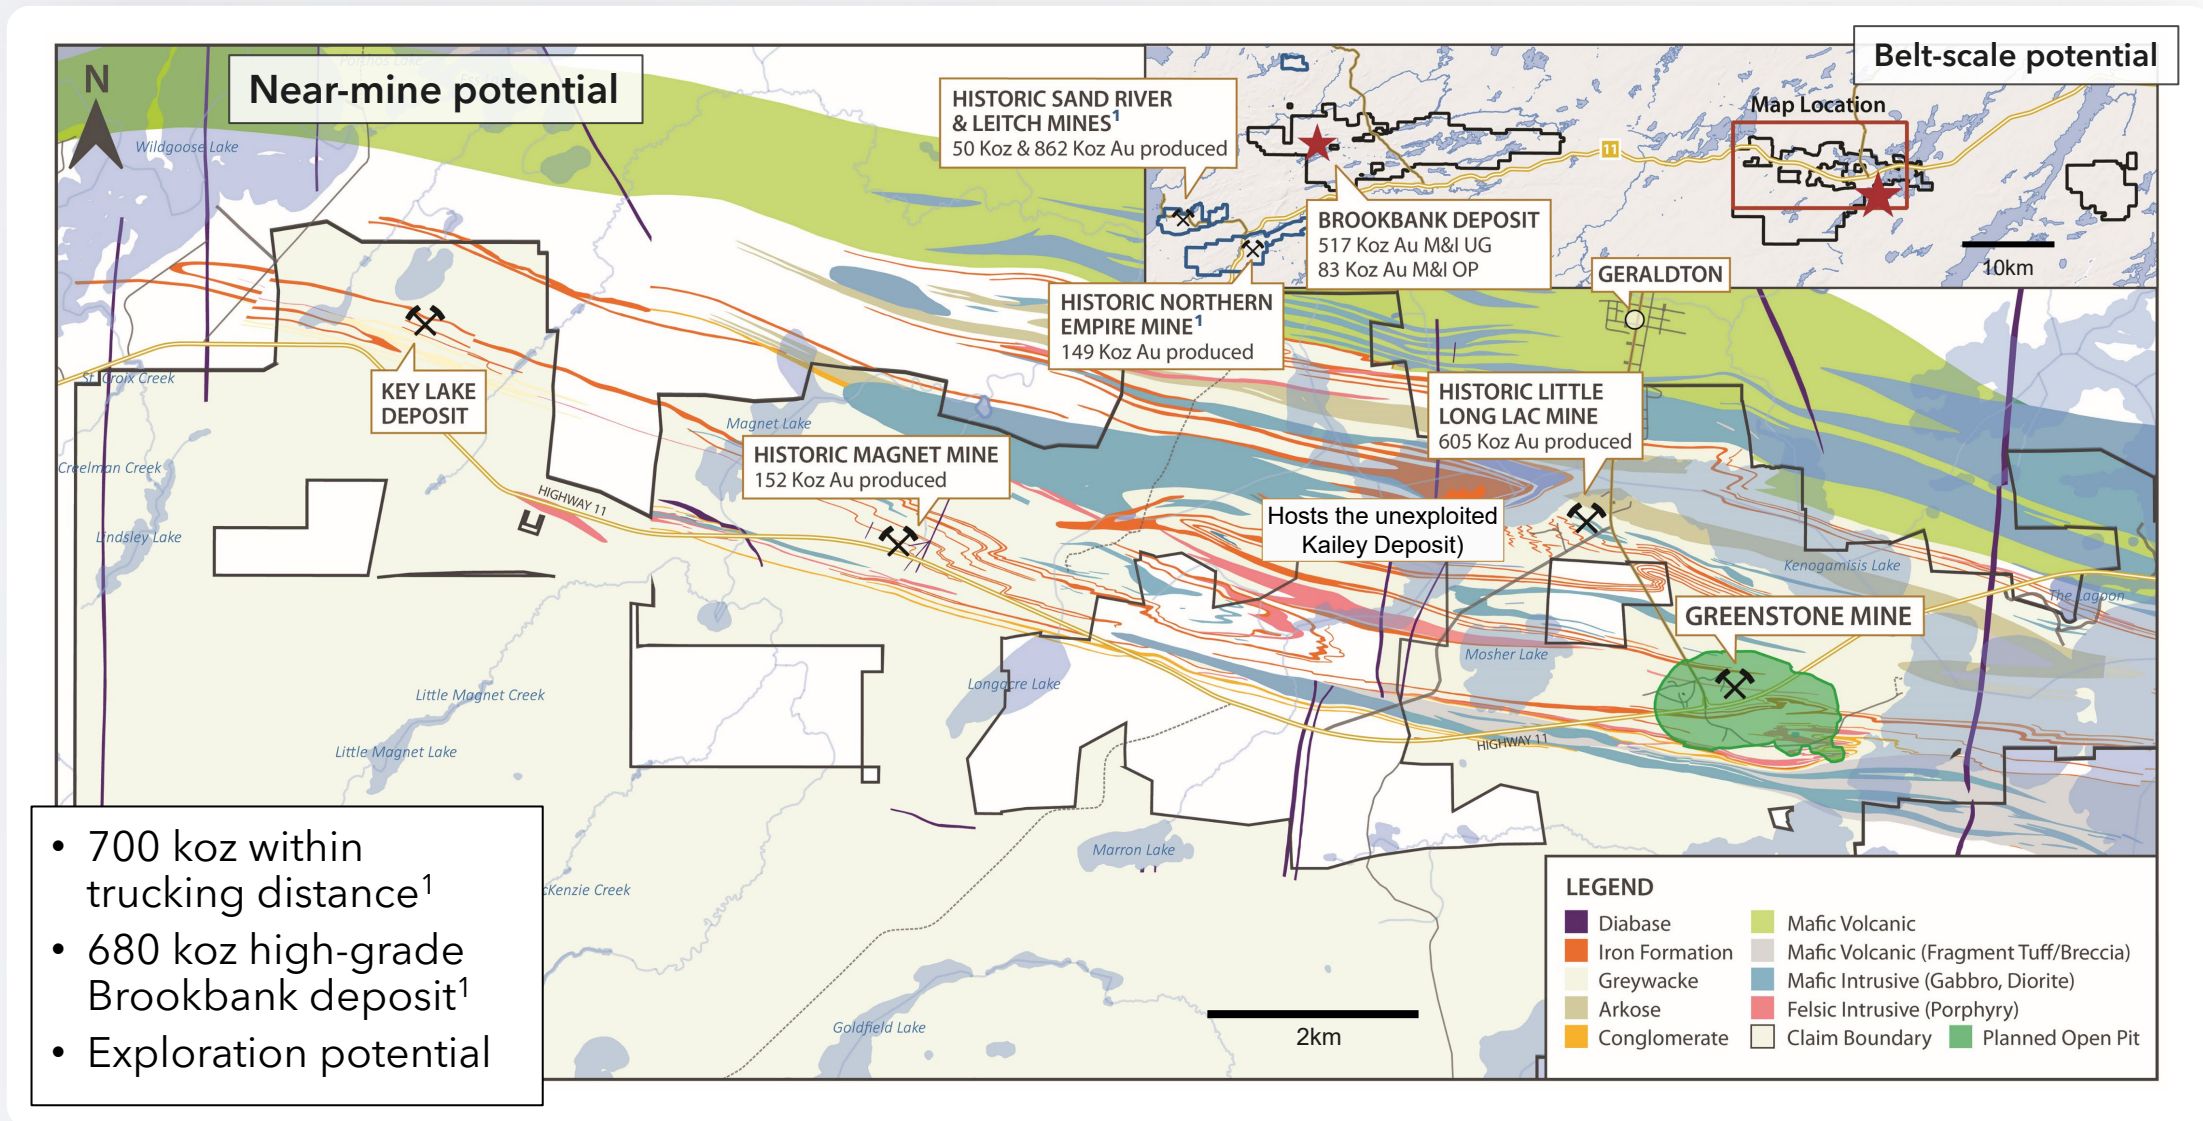 Near-mine potential
Belt-scale potential
N
Wildgoose Lake
HISTORIC SAND RIVER
& LEITCH MINES1
50 Koz & 862 Koz Au produced
Map Location
11
BROOKBANK DEPOSIT
517 Koz Au M&I UG
83 Koz Au M&I OP
10km
GERALDTON
HISTORIC NORTHERN
EMPIRE MINE1
149 Koz Au produced
St. Croix Creek
KEY LAKE
DEPOSIT
HISTORIC LITTLE
LONG LAC MINE
605 Koz Au produced
Magnet Lake
HISTORIC MAGNET MINE
152 Koz Au produced
Creelman Creek
HIGHWAY 11
Lindsley Lake
Hosts the unexploited
Kailey Deposit)
Kenogamisis Lake
The Lagoon
GREENSTONE MINE
Mosher Lake
Longacre Lake
Little Magnet Creek
Little Magnet Lake
HIGHWAY 11
Marron Lake
cKenzie Creek
Goldfield Lake
2km
• 700 koz within
trucking distance1
• 680 koz high-grade
Brookbank deposit1
• Exploration potential
LEGEND
Diabase
Iron Formation
Greywacke
Arkose
Conglomerate
Mafic Volcanic
Mafic Volcanic (Fragment Tuff/Breccia)
Mafic Intrusive (Gabbro, Diorite)
Felsic Intrusive (Porphyry)
Claim Boundary
Planned Open Pit